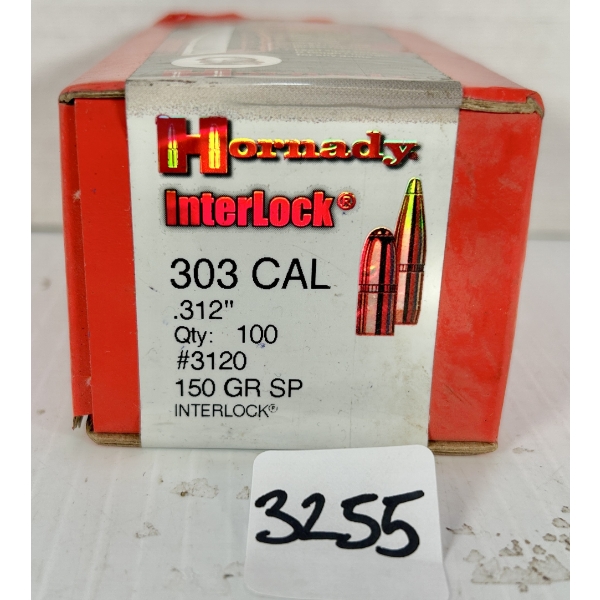 Hornady
InterLock®
303 CAL
.312"
Qty: 100
#3120
150 GR SP
INTERLOCK®
3255